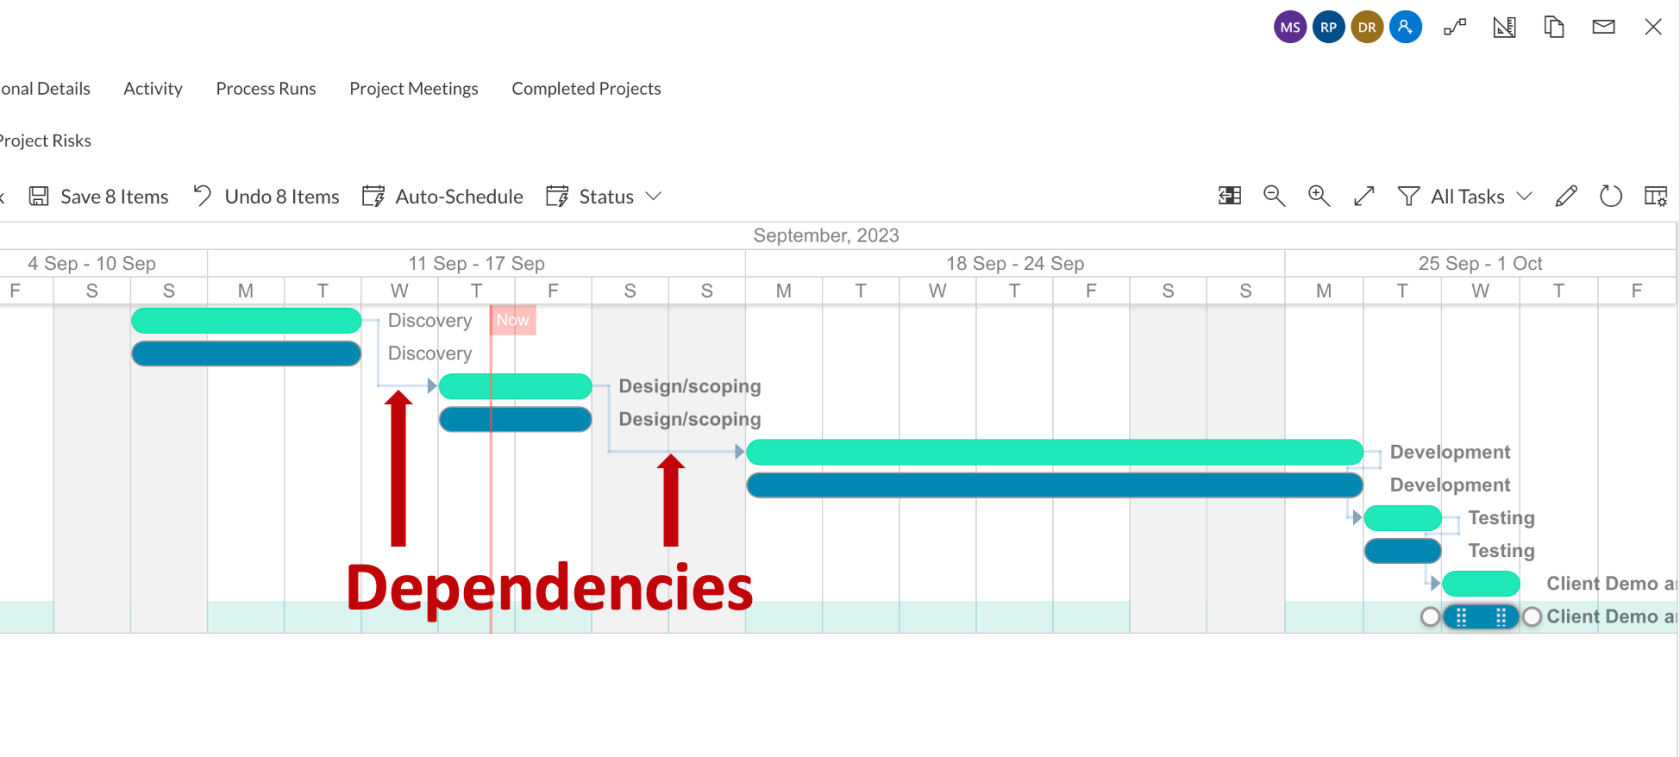 MS RP DR
onal Details Activity Process Runs Project Meetings Completed Projects
Project Risks
k Save 8 Items Undo 8 Items Auto-Schedule Status All Tasks
September, 2023
4 Sep - 10 Sep 11 Sep - 17 Sep 18 Sep - 24 Sep 25 Sep - 1 Oct
F S S M T W T F S S M T W T F S S M T W T F
Discovery Now
Discovery
Design/scoping
Design/scoping
Development
Development
Testing
Testing
Client Demo a
Dependencies
Client Demo a